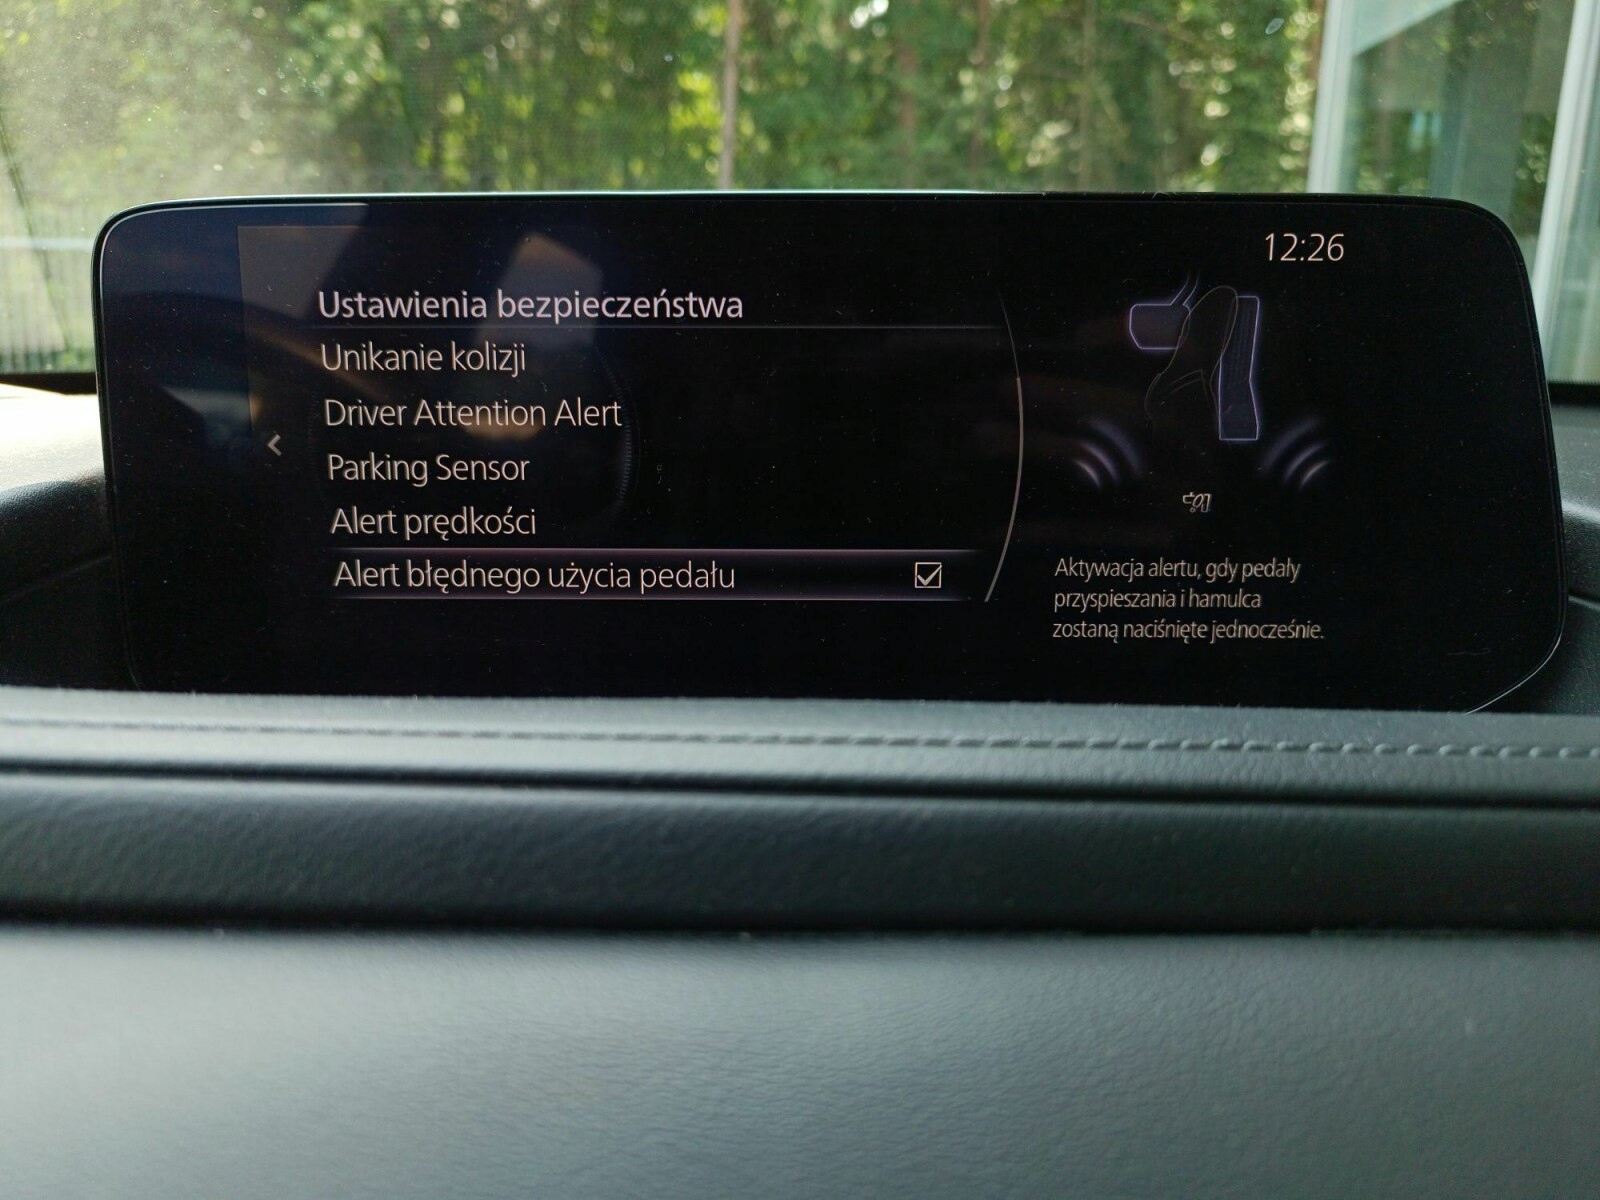 12:26
Ustawienia bezpieczeństwa
Unikanie kolizji
Driver Attention Alert
Parking Sensor
Alert prędkości
Alert błędnego użycia pedału
Aktywacja alertu, gdy pedały
przyspieszania i hamulca
zostaną naciśnięte jednocześnie.